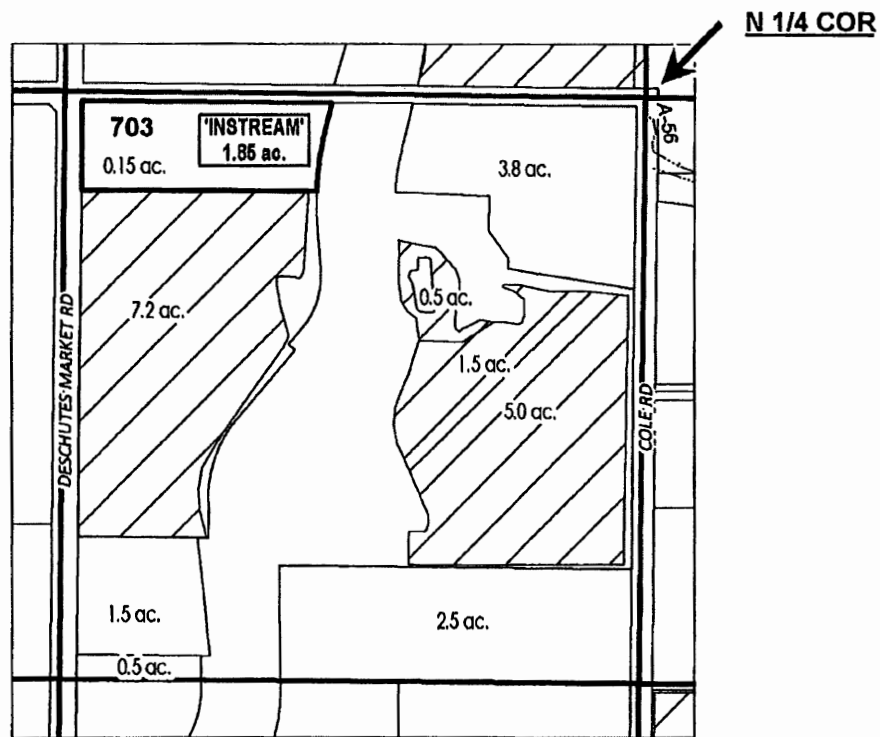 N 1/4 COR
703
'INSTREAM'
0.15 ac.
1.85 ac.
A-56
3.8 ac.
7.2 ac.
0.5 ac.
1.5 ac.
5.0 ac.
DESCHUTES MARKET RD
COLE RD
1.5 ac.
2.5 ac.
0.5 ac.